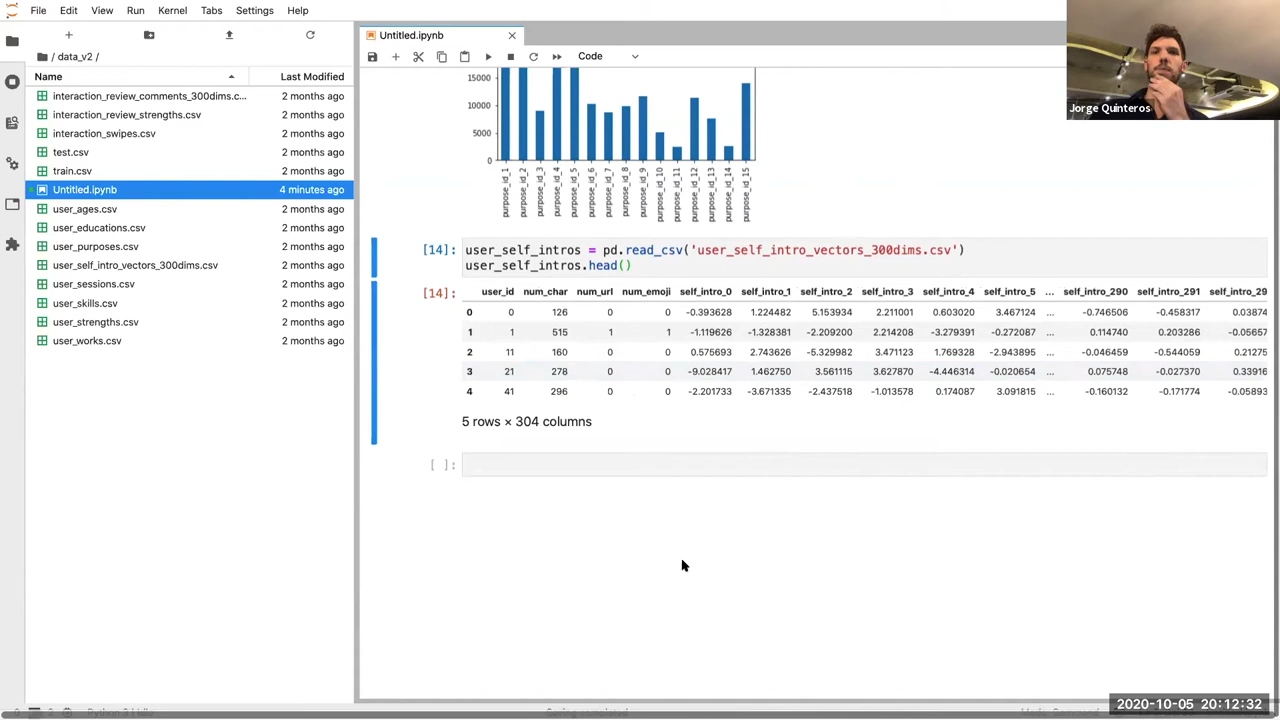 File Edit View Run Kernel Tabs Settings Help
/ data_v2 /
Name Last Modified
interaction_review_comments_300dims.c... 2 months ago
interaction_review_strengths.csv 2 months ago
interaction_swipes.csv 2 months ago
test.csv 2 months ago
train.csv 2 months ago
Untitled.ipynb 4 minutes ago
user_ages.csv 2 months ago
user_educations.csv 2 months ago
user_purposes.csv 2 months ago
user_self_intro_vectors_300dims.csv 2 months ago
user_sessions.csv 2 months ago
user_skills.csv 2 months ago
user_strengths.csv 2 months ago
user_works.csv 2 months ago
Untitled.ipynb
Code
15000
10000
5000
0
purpose_id_1
purpose_id_2
purpose_id_3
purpose_id_4
purpose_id_5
purpose_id_6
purpose_id_7
purpose_id_8
purpose_id_9
purpose_id_10
purpose_id_11
purpose_id_12
purpose_id_13
purpose_id_14
purpose_id_15
[14]: user_self_intros = pd.read_csv('user_self_intro_vectors_300dims.csv')
user_self_intros.head()
[14]: user_id num_char num_url num_emoji self_intro_0 self_intro_1 self_intro_2 self_intro_3 self_intro_4 self_intro_5 ... self_intro_290 self_intro_291 self_intro_29
0 0 126 0 0 -0.393628 1.224482 5.153934 2.211001 0.603020 3.467124 ... -0.746506 -0.458317 0.03874
1 1 515 1 1 -1.119626 -1.328381 -2.209200 2.214208 -3.279391 -0.272087 ... 0.114740 0.203286 -0.05657
2 11 160 0 0 0.575693 2.743626 -5.329982 3.471123 1.769328 -2.943895 ... -0.046459 -0.544059 0.21275
3 21 278 0 0 -9.028417 1.462750 3.561115 3.627870 -4.446314 -0.020654 ... 0.075748 -0.027370 0.33916
4 41 296 0 0 -2.201733 -3.671335 -2.437518 -1.013578 0.174087 3.091815 ... -0.160132 -0.171774 -0.05893
5 rows × 304 columns
[ ]:
Jorge Quinteros
2020-10-05 20:12:32